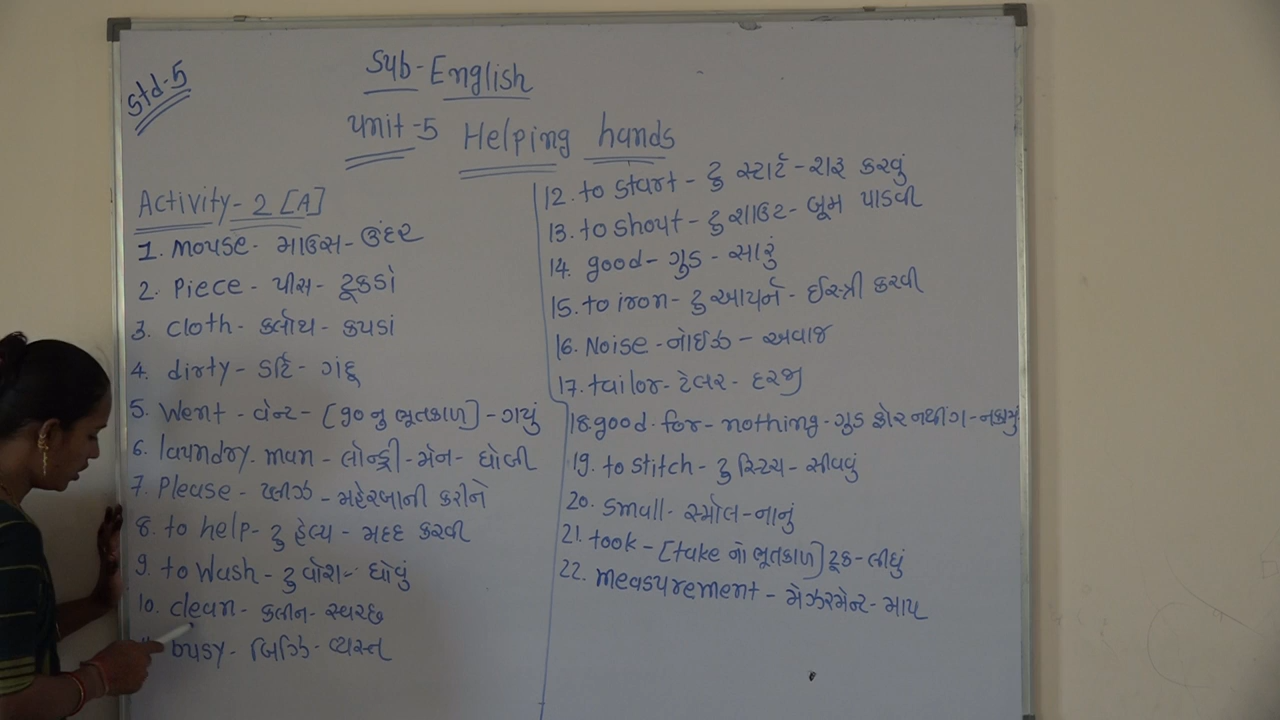 Std-5
Sub-English
Unit-5 Helping hands
Activity-2 [A]
1. mouse- માઉસ- ઉંદર
2. Piece - પીસ- ટૂકડો
3. cloth- કલોથ- કપડાં
4. dirty- ડર્ટિ- ગંદૂ
5. Went - વેન્ટ- [go નુ ભૂતકાળ] - ગયું
6. laundry. man - લોન્ડ્રી-મૅન- ધોબી
7. Please- પ્લીઝ- મહેરબાની કરીને
8. to help- ટુ હેલ્પ - મદદ કરવી
9. to Wash- ટુ વૉશ- ધોવું
10. clean- કલીન- સ્વચ્છ
busy- બિઝિ- વ્યસ્ત
12. to start- ટુ સ્ટાર્ટ-શરૂ કરવું
13. to shout- ટુ શાઉટ- બૂમ પાડવી
14. good- ગુડ - સારું
15. to iron- ટુ આયર્ન- ઈસ્ત્રી કરવી
16. Noise-નોઈઝ - અવાજ
17. tailor- ટેલર- દરજી
18. good-for-nothing-ગુડ ફોર નથીંગ-નકામું
19. to stitch- ટુ સ્ટિચ-સીવવું
20. small- સ્મોલ-નાનું
21. took-[take નો ભૂતકાળ] ટૂક-લીધું
22. measurement - મેઝરમેન્ટ- માપ